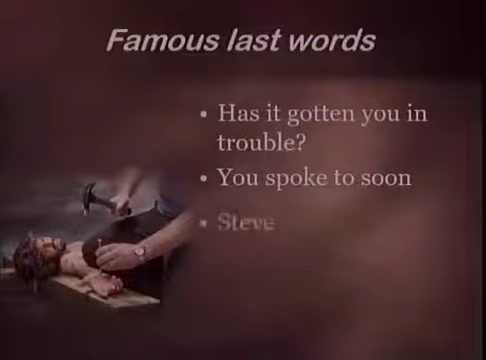 Famous last words
• Has it gotten you in
trouble?
• You spoke to soon
• Steve